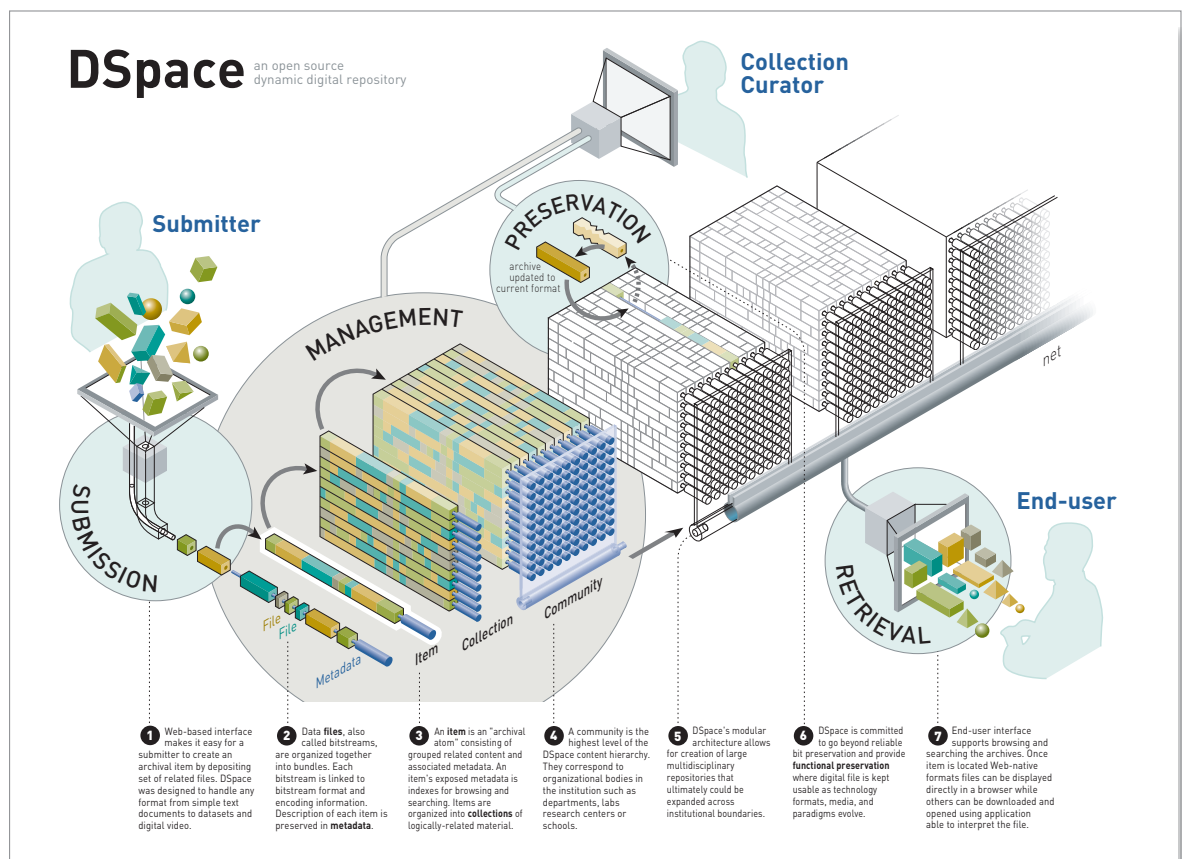 DSpace
an open source
dynamic digital repository
Collection
Curator
Submitter
PRESERVATION
archive
updated to
current format
MANAGEMENT
net
SUBMISSION
End-user
RETRIEVAL
File
File
Metadata
Item
Collection
Community
1 Web-based interface
makes it easy for a
submitter to create an
archival item by depositing
set of related files. DSpace
was designed to handle any
format from simple text
documents to datasets and
digital video.
2 Data files, also
called bitstreams,
are organized together
into bundles. Each
bitstream is linked to
bitstream format and
encoding information.
Description of each item is
preserved in metadata.
3 An item is an "archival
atom" consisting of
grouped related content and
associated metadata. An
item's exposed metadata is
indexes for browsing and
searching. Items are
organized into collections of
logically-related material.
4 A community is the
highest level of the
DSpace content hierarchy.
They correspond to
organizational bodies in
the institution such as
departments, labs
research centers or
schools.
5 DSpace's modular
architecture allows
for creation of large
multidisciplinary
repositories that
ultimately could be
expanded across
institutional boundaries.
6 DSpace is committed
to go beyond reliable
bit preservation and provide
functional preservation
where digital file is kept
usable as technology
formats, media, and
paradigms evolve.
7 End-user interface
supports browsing and
searching the archives. Once
item is located Web-native
formats files can be displayed
directly in a browser while
others can be downloaded and
opened using application
able to interpret the file.